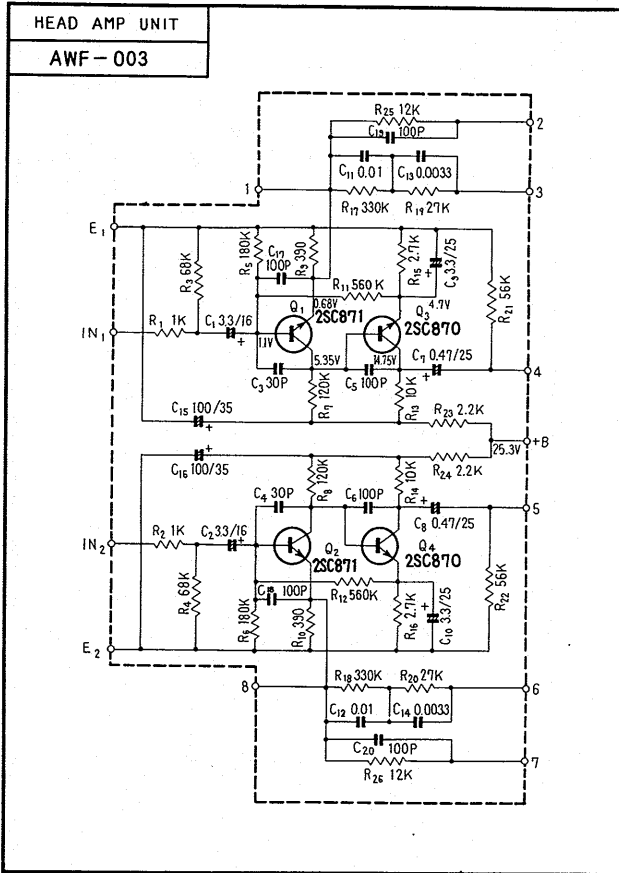 HEAD AMP UNIT
AWF-003
R25 12K
C19 100P
2
C11 0.01
C13 0.0033
1
3
R17 330K
R19 27K
E1
R5 180K
C17 100P
R9 390
R15 2.7K
+
C9 3.3/25
R3 68K
R11 560K
R21 56K
Q1
0.68V
2SC871
Q3
4.7V
2SC870
IN1
R1 1K
C1 3.3/16
+
1.1V
5.35V
14.75V
C7 0.47/25
+
4
C3 30P
C5 100P
R7 120K
R13 10K
C15 100/35
+
R23 2.2K
+B
25.3V
C16 100/35
+
R24 2.2K
R8 120K
R14 10K
C4 30P
C6 100P
+
C8 0.47/25
5
IN2
R2 1K
C2 3.3/16
+
Q2
2SC871
Q4
2SC870
R4 68K
C18 100P
R12 560K
R6 180K
R10 390
R16 2.7K
+
C10 3.3/25
R22 56K
E2
8
R18 330K
R20 27K
6
C12 0.01
C14 0.0033
C20 100P
7
R26 12K